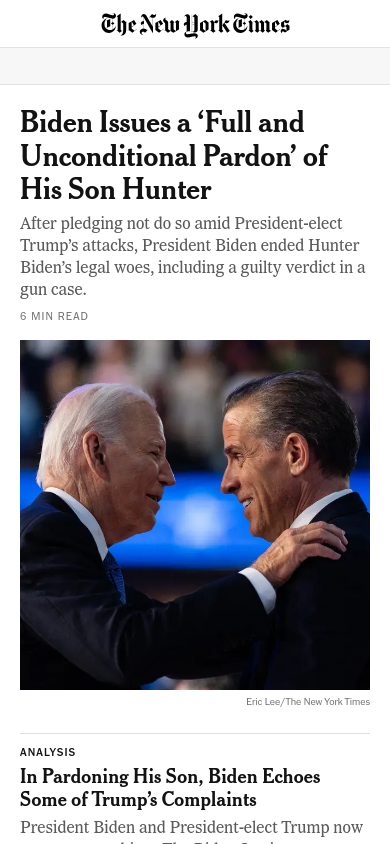 The New York Times
Biden Issues a ‘Full and
Unconditional Pardon’ of
His Son Hunter
After pledging not do so amid President-elect
Trump’s attacks, President Biden ended Hunter
Biden’s legal woes, including a guilty verdict in a
gun case.
6 MIN READ
Eric Lee/The New York Times
ANALYSIS
In Pardoning His Son, Biden Echoes
Some of Trump’s Complaints
President Biden and President-elect Trump now